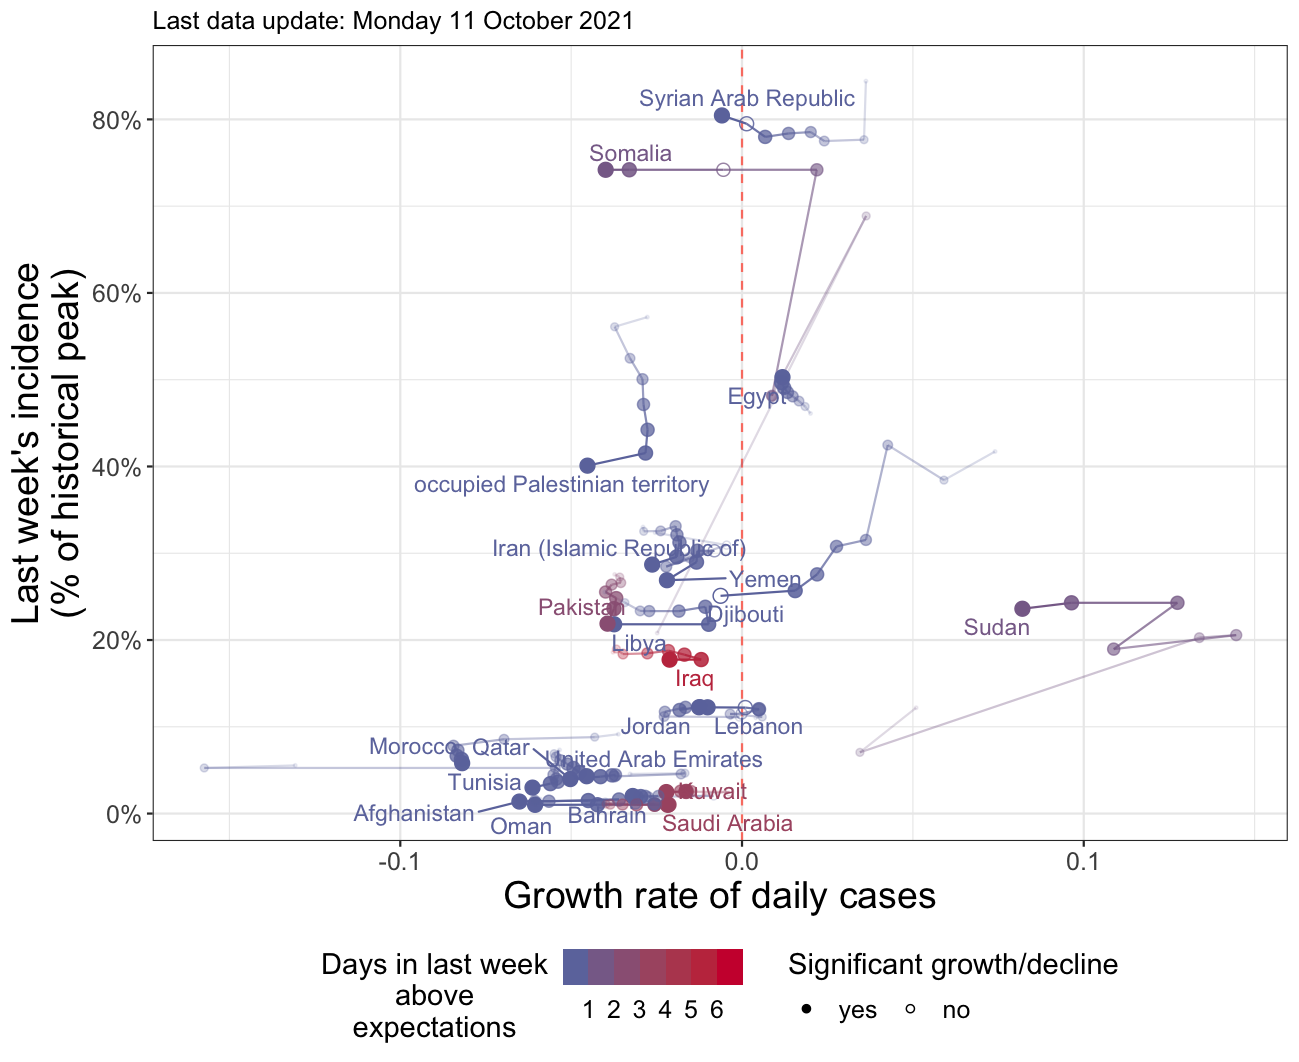 Last data update: Monday 11 October 2021
Last week's incidence
(% of historical peak)
80%
60%
40%
20%
0%
Syrian Arab Republic
Somalia
Egypt
occupied Palestinian territory
Iran (Islamic Republic of)
Yemen
Pakistan
Djibouti
Sudan
Libya
Iraq
Jordan
Lebanon
Morocco
Qatar
United Arab Emirates
Tunisia
Kuwait
Afghanistan
Bahrain
Oman
Saudi Arabia
-0.1
0.0
0.1
Growth rate of daily cases
Days in last week
above
expectations
1 2 3 4 5 6
Significant growth/decline
yes
no